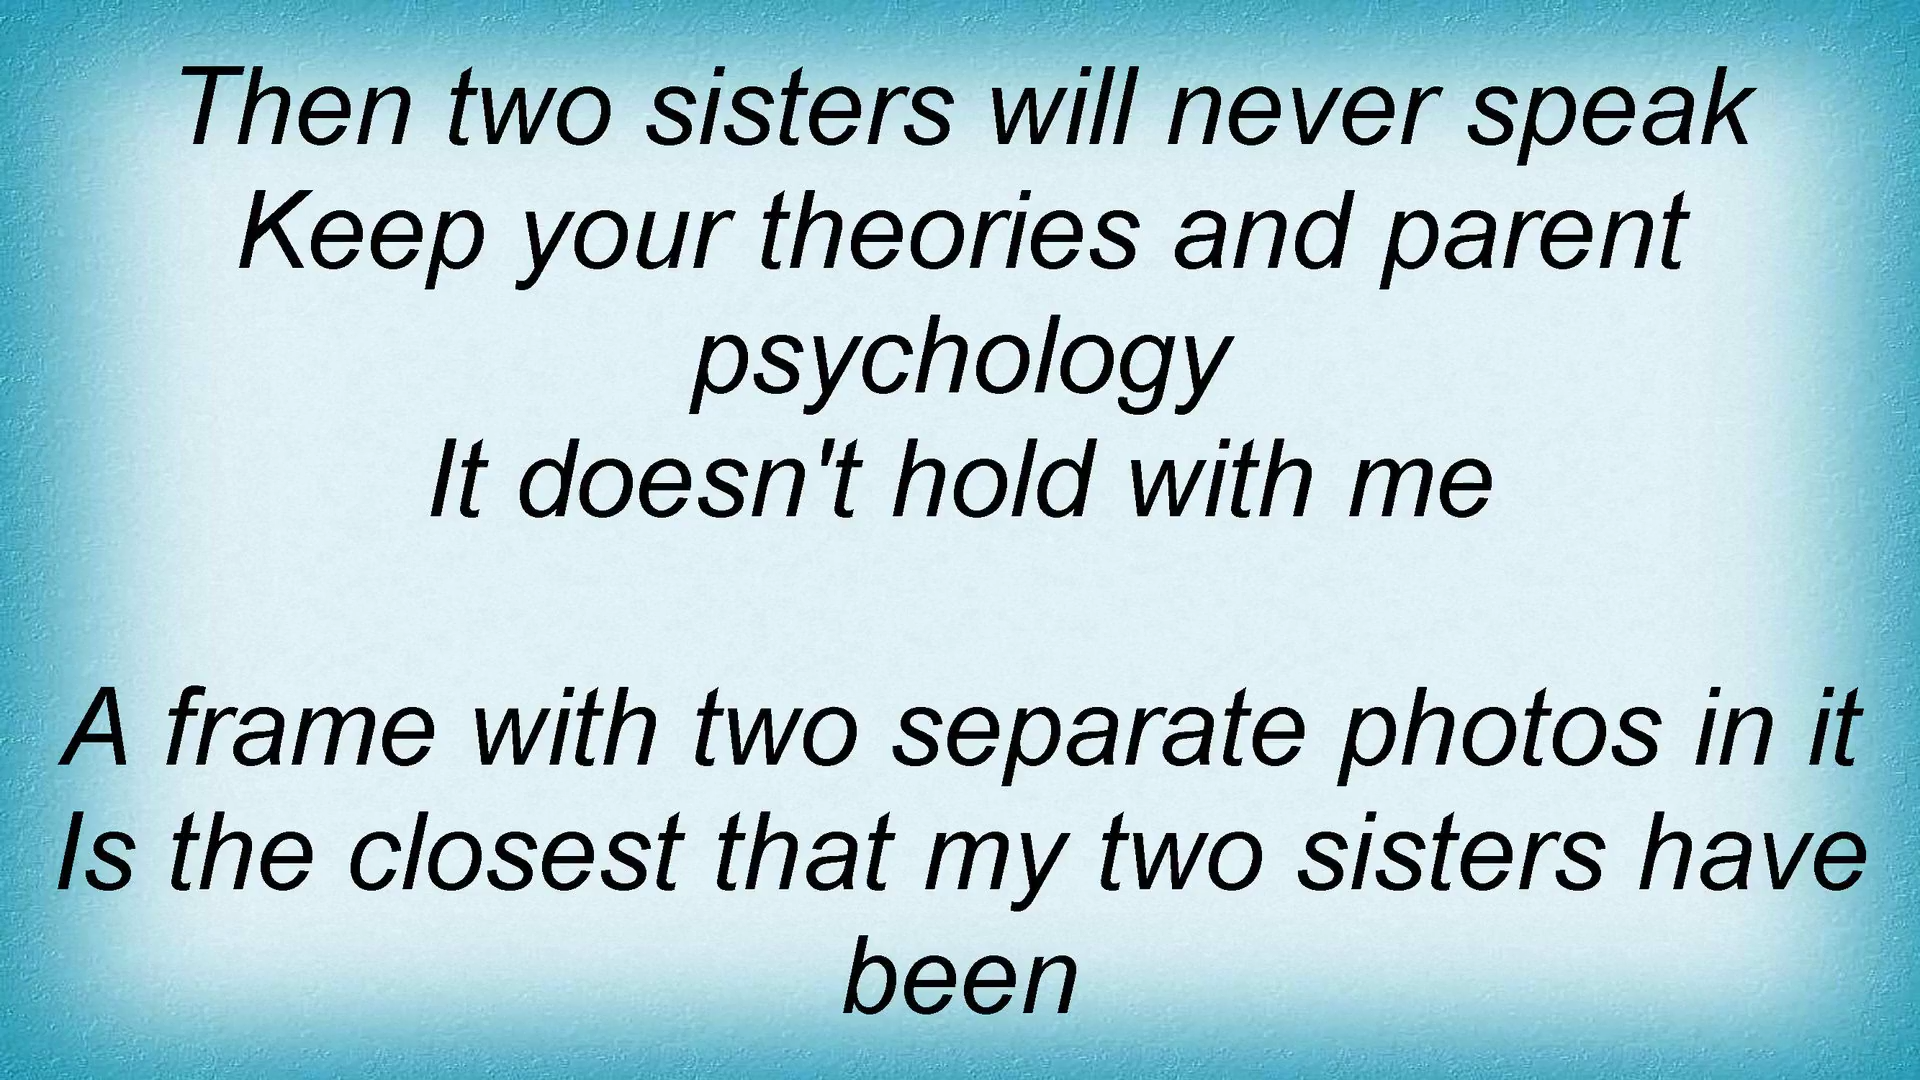 Then two sisters will never speak
Keep your theories and parent
psychology
It doesn't hold with me
A frame with two separate photos in it
Is the closest that my two sisters have
been